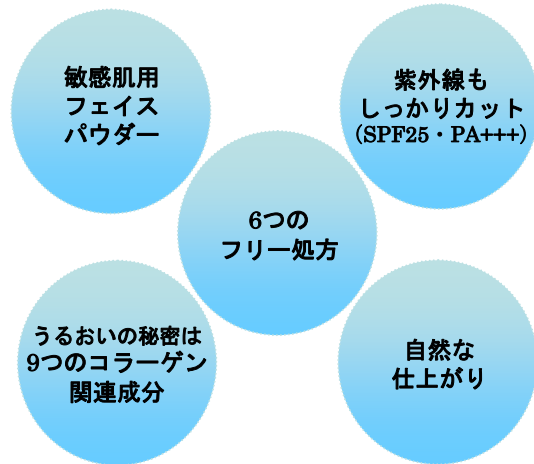 敏感肌用
フェイス
パウダー
紫外線も
しっかりカット
(SPF25・PA+++)
6つの
フリー処方
うるおいの秘密は
9つのコラーゲン
関連成分
自然な
仕上がり